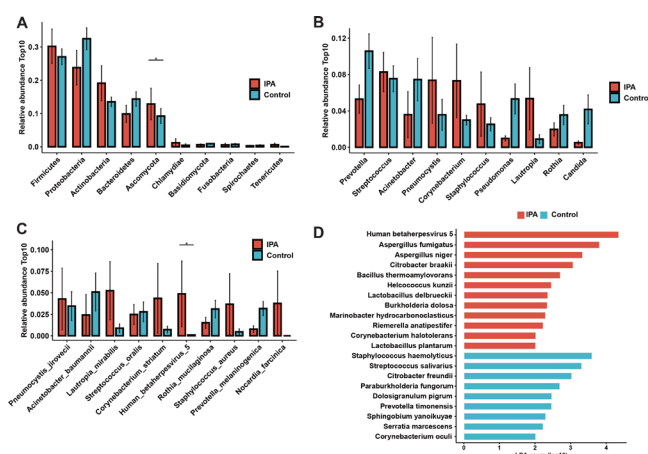 A
Relative abundance Top10
0.3
0.2
0.1
0.0
IPA
Control
Firmicutes
Proteobacteria
Actinobacteria
Bacteroidetes
Ascomycota
Chlamydiae
Basidiomycota
Fusobacteria
Spirochaetes
Tenericutes
B
Relative abundance Top10
0.12
0.08
0.04
0.00
IPA
Control
Prevotella
Streptococcus
Acinetobacter
Pneumocystis
Corynebacterium
Staphylococcus
Pseudomonas
Lautropia
Rothia
Candida
C
Relative abundance Top10
0.100
0.075
0.050
0.025
0.000
IPA
Control
Pneumocystis_jirovecii
Acinetobacter_baumannii
Lautropia_mirabilis
Streptococcus_oralis
Corynebacterium_striatum
Human_betaherpesvirus_5
Rothia_mucilaginosa
Staphylococcus_aureus
Prevotella_melaninogenica
Nocardia_farcinica
D
IPA Control
Human betaherpesvirus 5
Aspergillus fumigatus
Aspergillus niger
Citrobacter braakii
Bacillus thermoamylovorans
Helcococcus kunzii
Lactobacillus delbrueckii
Burkholderia dolosa
Marinobacter hydrocarbonoclasticus
Riemerella anatipestifer
Corynebacterium halotolerans
Lactobacillus plantarum
Staphylococcus haemolyticus
Streptococcus salivarius
Citrobacter freundii
Paraburkholderia fungorum
Dolosigranulum pigrum
Prevotella timonensis
Sphingobium yanoikuyae
Serratia marcescens
Corynebacterium oculi
0 1 2 3 4